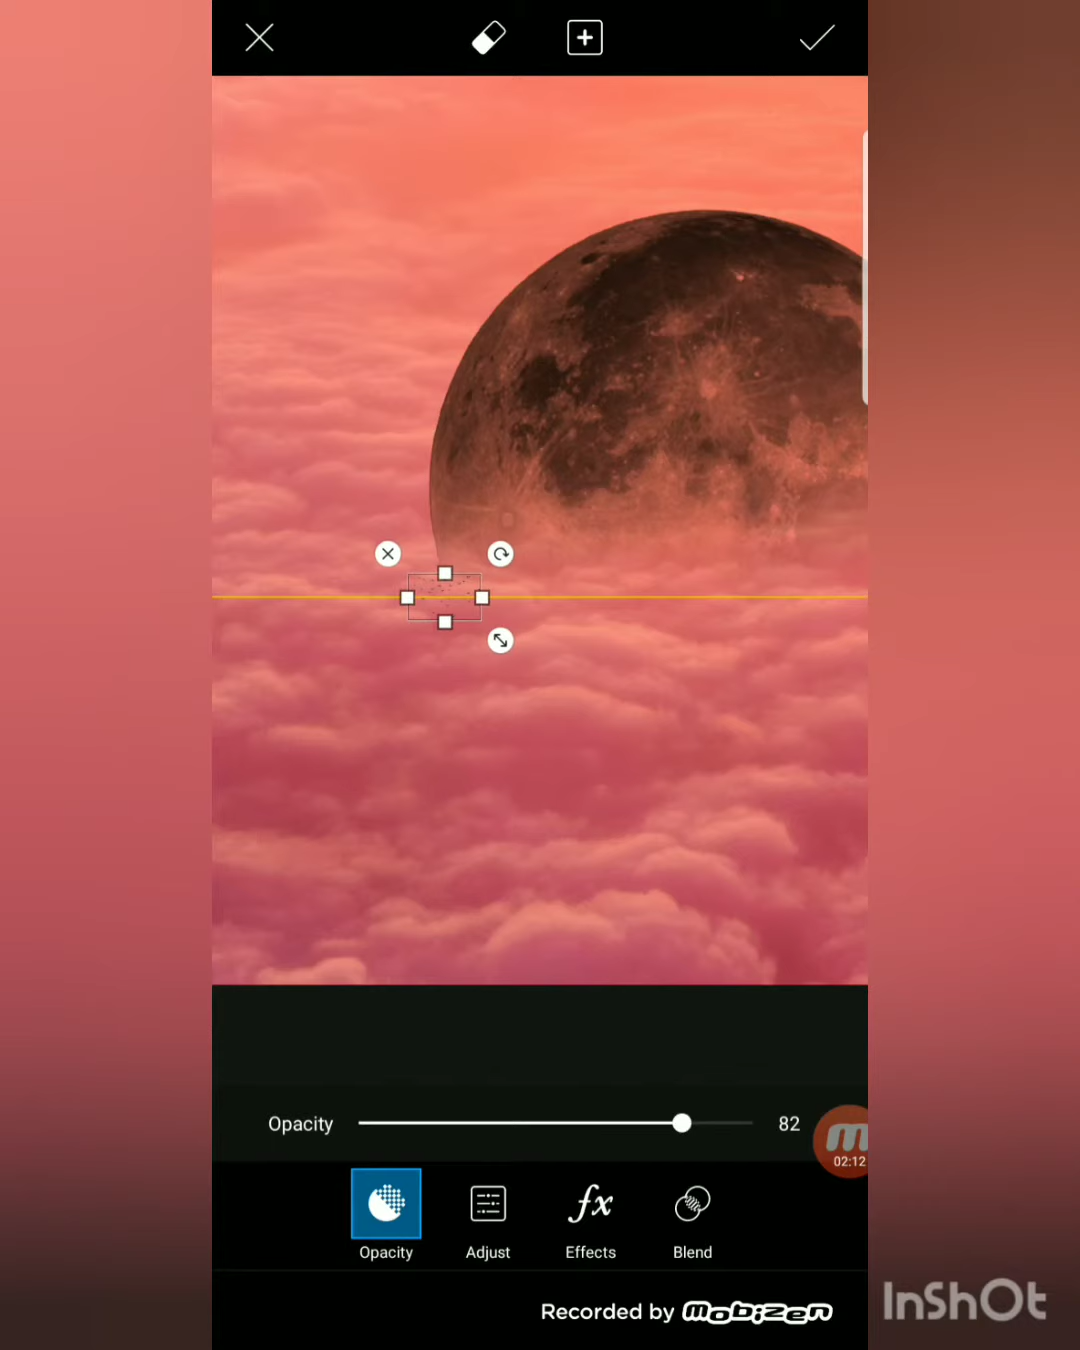 Opacity
82
02:12
Opacity
Adjust
fx
Effects
Blend
Recorded by mobizen
InShOt